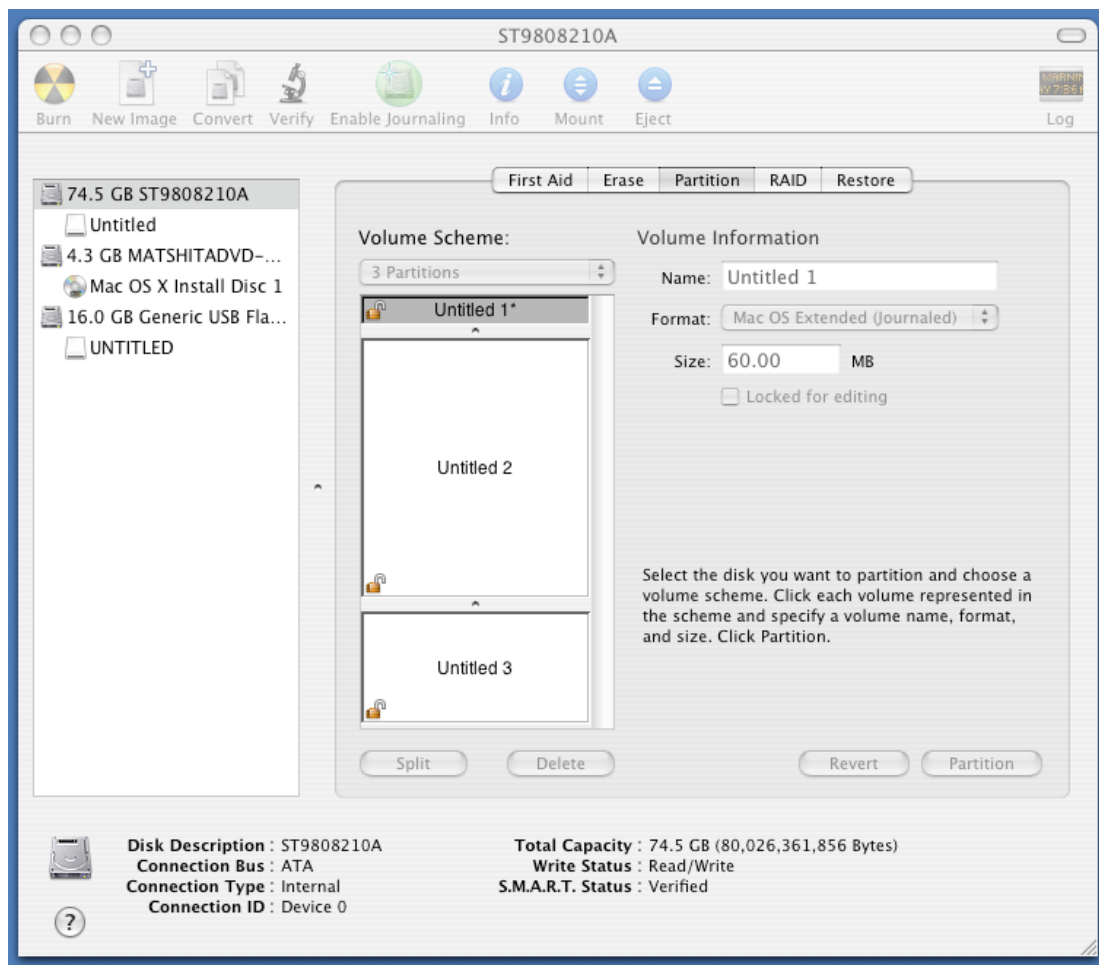 ST9808210A
Burn New Image Convert Verify Enable Journaling Info Mount Eject Log
First Aid Erase Partition RAID Restore
74.5 GB ST9808210A
Untitled
4.3 GB MATSHITADVD-...
Mac OS X Install Disc 1
16.0 GB Generic USB Fla...
UNTITLED
Volume Scheme:
3 Partitions
Untitled 1*
Untitled 2
Untitled 3
Split Delete
Volume Information
Name: Untitled 1
Format: Mac OS Extended (Journaled)
Size: 60.00 MB
Locked for editing
Select the disk you want to partition and choose a
volume scheme. Click each volume represented in
the scheme and specify a volume name, format,
and size. Click Partition.
Revert Partition
Disk Description : ST9808210A
Connection Bus : ATA
Connection Type : Internal
Connection ID : Device 0
Total Capacity : 74.5 GB (80,026,361,856 Bytes)
Write Status : Read/Write
S.M.A.R.T. Status : Verified
?